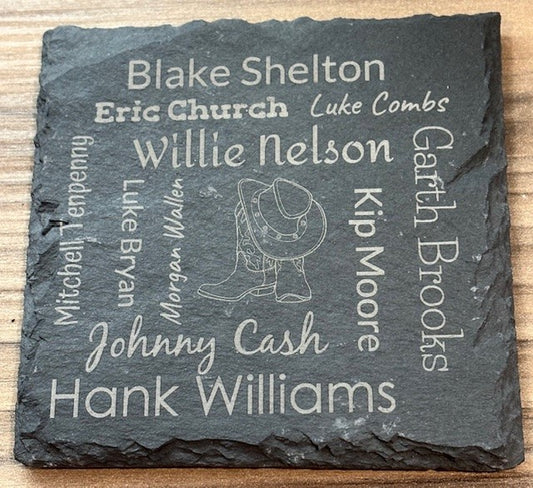 Blake Shelton
Eric Church
Luke Combs
Willie Nelson
Mitchell Tenpenny
Luke Bryan
Morgan Wallen
Kip Moore
Garth Brooks
Johnny Cash
Hank Williams